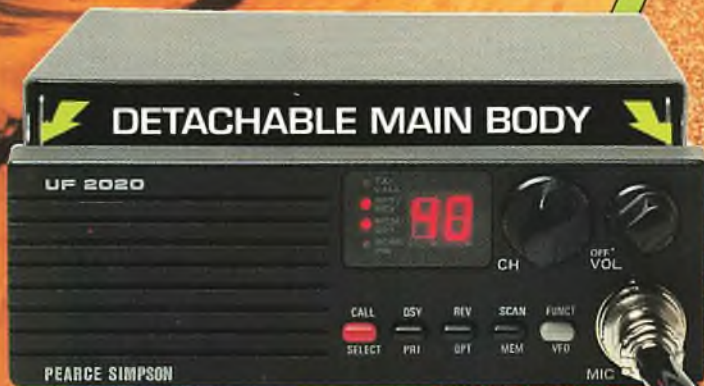 DETACHABLE MAIN BODY
UF 2020
48
CH
OFF
VOL
CALL DSY REV SCAN FUNCT
SELECT PRI OPT MEM VFO
PEARCE SIMPSON
MIC